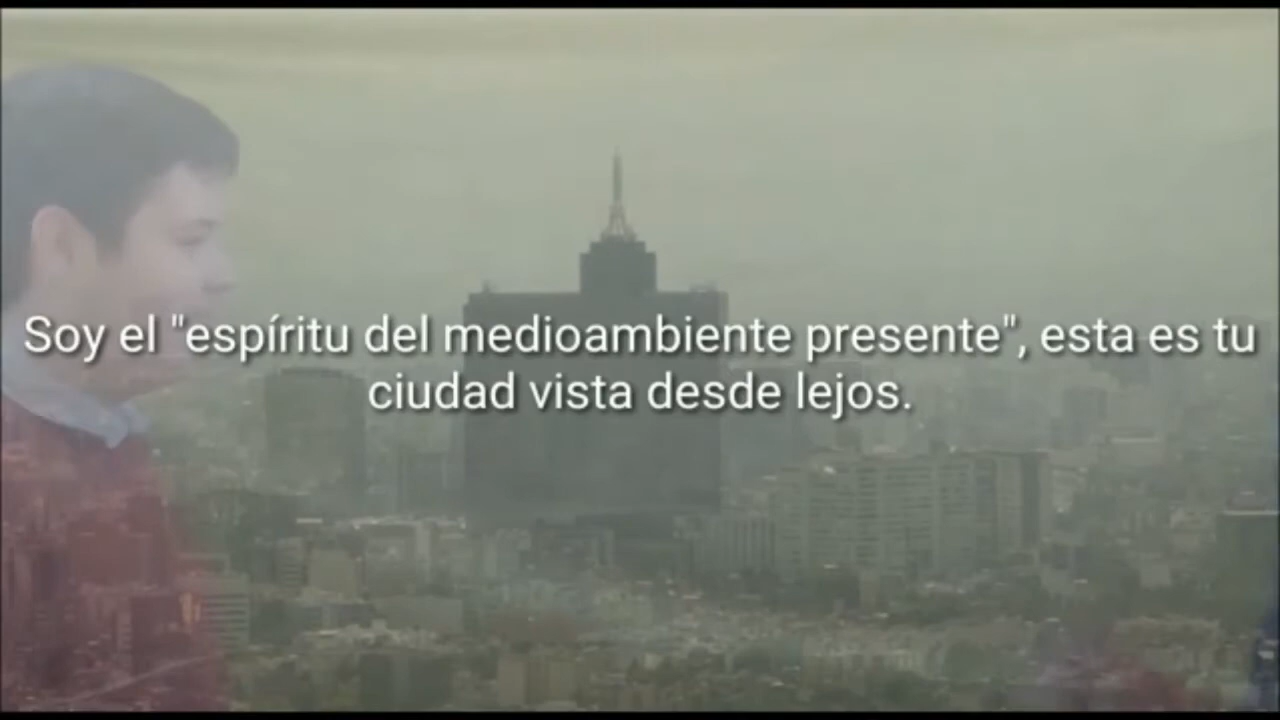 Soy el "espíritu del medioambiente presente", esta es tu
ciudad vista desde lejos.